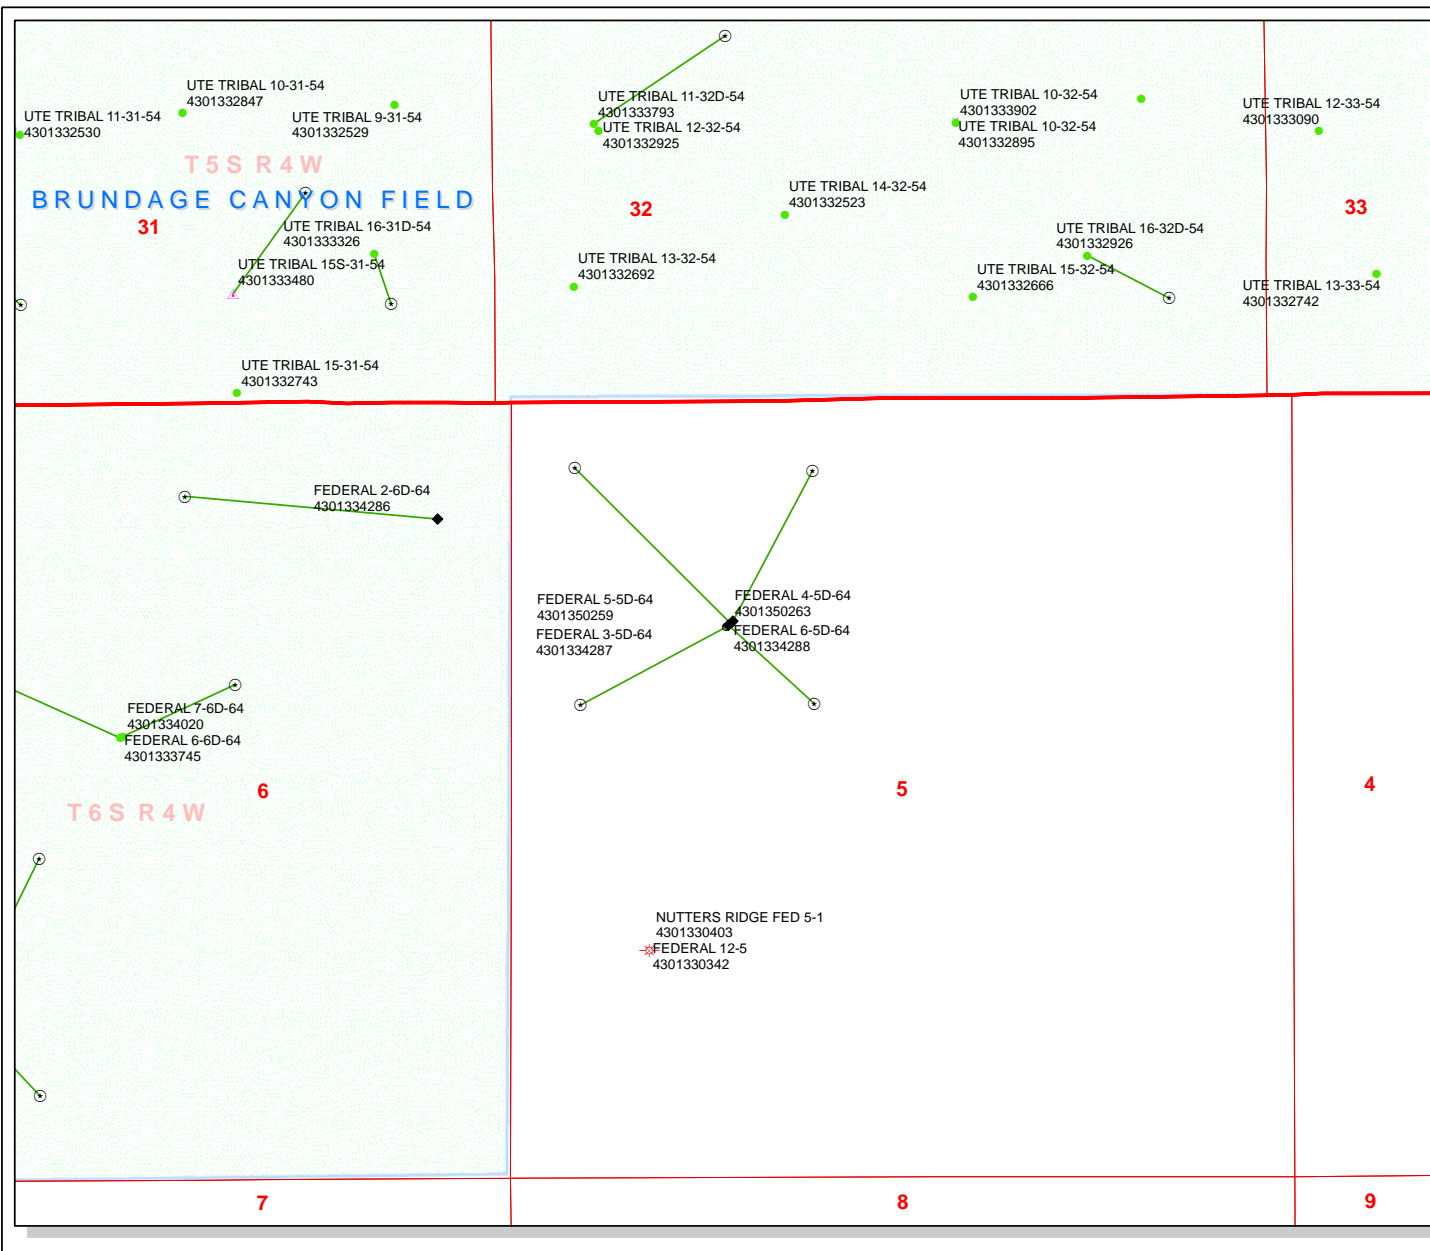 UTE TRIBAL 10-31-54
4301332847
UTE TRIBAL 11-31-54
4301332530
UTE TRIBAL 9-31-54
4301332529
UTE TRIBAL 11-32D-54
4301333793
UTE TRIBAL 12-32-54
4301332925
UTE TRIBAL 10-32-54
4301333902
UTE TRIBAL 10-32-54
4301332895
UTE TRIBAL 12-33-54
4301333090
T5S R4W
BRUNDAGE CANYON FIELD
31
32
33
UTE TRIBAL 14-32-54
4301332523
UTE TRIBAL 16-31D-54
4301333326
UTE TRIBAL 15S-31-54
4301333480
UTE TRIBAL 13-32-54
4301332692
UTE TRIBAL 16-32D-54
4301332926
UTE TRIBAL 15-32-54
4301332666
UTE TRIBAL 13-33-54
4301332742
UTE TRIBAL 15-31-54
4301332743
FEDERAL 2-6D-64
4301334286
FEDERAL 5-5D-64
4301350259
FEDERAL 3-5D-64
4301334287
FEDERAL 4-5D-64
4301350263
FEDERAL 6-5D-64
4301334288
FEDERAL 7-6D-64
4301334020
FEDERAL 6-6D-64
4301333745
6
5
4
T6S R4W
NUTTERS RIDGE FED 5-1
4301330403
FEDERAL 12-5
4301330342
7
8
9